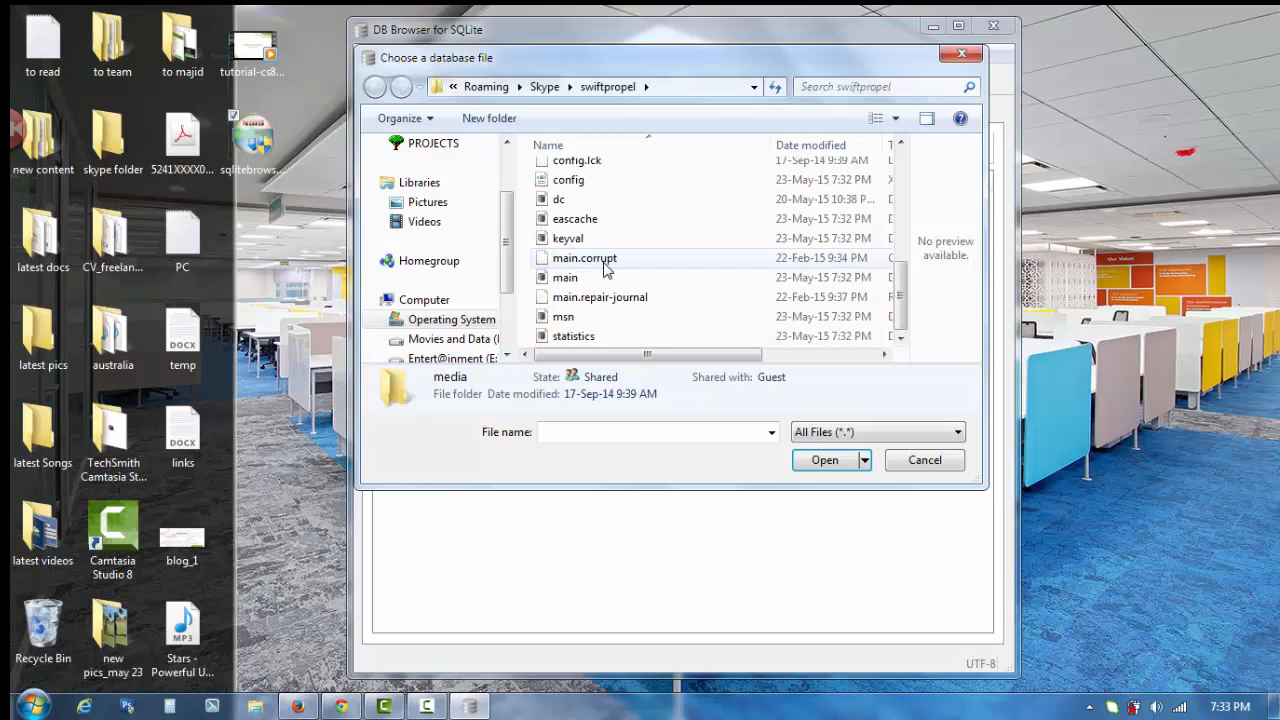 to read
to team
to majid
tutorial-cs8...
new content
skype folder
5241XXXX0...
sqlitebrows...
latest docs
CV_freelan...
PC
latest pics
australia
DOCX
temp
latest Songs
TechSmith
Camtasia St...
DOCX
links
latest videos
Camtasia
Studio 8
blog_1
Recycle Bin
new
pics_may 23
MP3
Stars -
Powerful U...
DB Browser for SQLite
Choose a database file
« Roaming
Skype
swiftpropel
Search swiftpropel
Organize
New folder
PROJECTS
Libraries
Pictures
Videos
Homegroup
Computer
Operating System
Movies and Data (
Entert@inment (E:
Name
Date modified
T
config.lck
17-Sep-14 9:39 AM
L
config
23-May-15 7:32 PM
X
dc
20-May-15 10:38 P...
D
eascache
23-May-15 7:32 PM
D
keyval
23-May-15 7:32 PM
D
main.corrupt
22-Feb-15 9:34 PM
C
main
23-May-15 7:32 PM
D
main.repair-journal
22-Feb-15 9:37 PM
R
msn
23-May-15 7:32 PM
D
statistics
23-May-15 7:32 PM
D
No preview
available.
media
State:
Shared
Shared with: Guest
File folder
Date modified: 17-Sep-14 9:39 AM
File name:
All Files (*.*)
Open
Cancel
UTF-8
Our Vision
7:33 PM